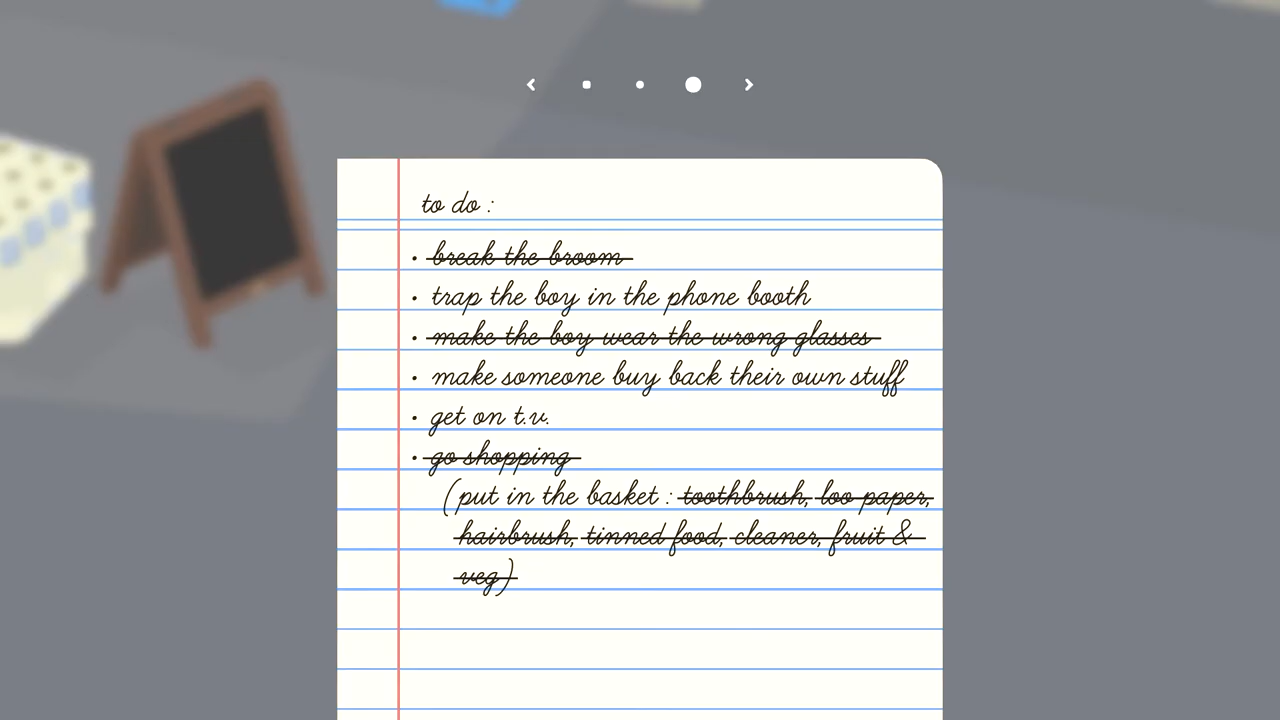 to do :
• break the broom
• trap the boy in the phone booth
• make the boy wear the wrong glasses
• make someone buy back their own stuff
• get on t.v.
• go shopping
(put in the basket : toothbrush, loo paper,
hairbrush, tinned food, cleaner, fruit &
veg)